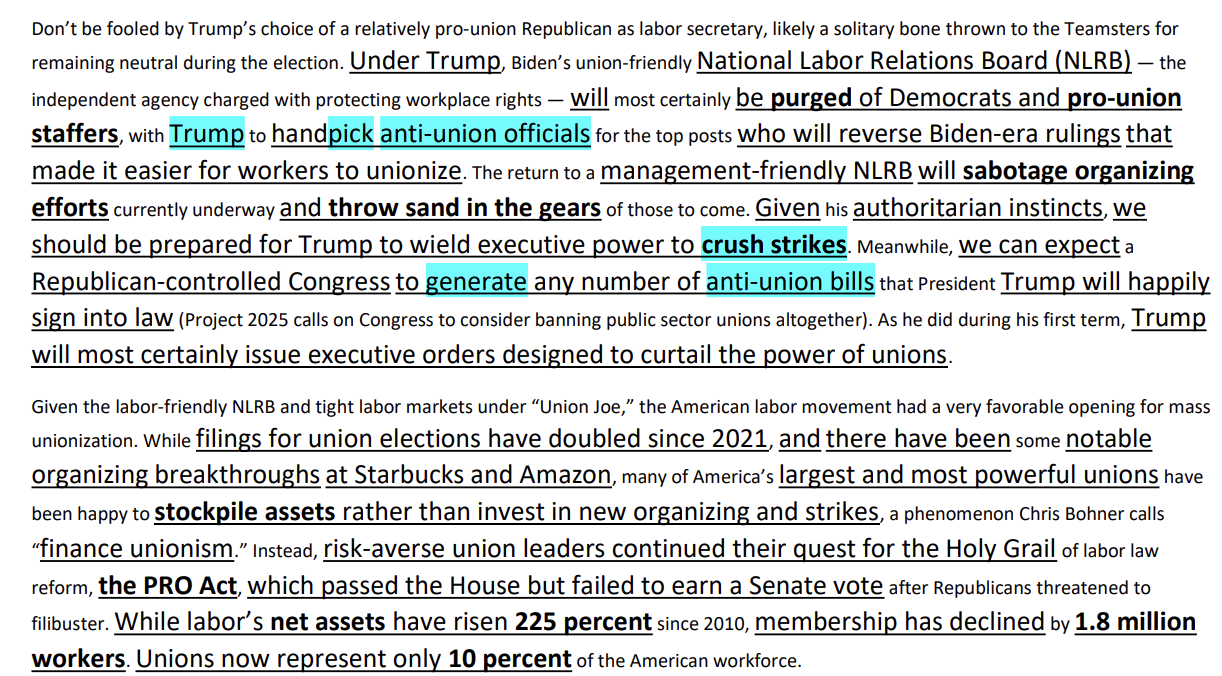 Don’t be fooled by Trump’s choice of a relatively pro-union Republican as labor secretary, likely a solitary bone thrown to the Teamsters for
remaining neutral during the election. Under Trump, Biden’s union-friendly National Labor Relations Board (NLRB) — the
independent agency charged with protecting workplace rights — will most certainly be purged of Democrats and pro-union
staffers, with Trump to handpick anti-union officials for the top posts who will reverse Biden-era rulings that
made it easier for workers to unionize. The return to a management-friendly NLRB will sabotage organizing
efforts currently underway and throw sand in the gears of those to come. Given his authoritarian instincts, we
should be prepared for Trump to wield executive power to crush strikes. Meanwhile, we can expect a
Republican-controlled Congress to generate any number of anti-union bills that President Trump will happily
sign into law (Project 2025 calls on Congress to consider banning public sector unions altogether). As he did during his first term, Trump
will most certainly issue executive orders designed to curtail the power of unions.
Given the labor-friendly NLRB and tight labor markets under “Union Joe,” the American labor movement had a very favorable opening for mass
unionization. While filings for union elections have doubled since 2021, and there have been some notable
organizing breakthroughs at Starbucks and Amazon, many of America’s largest and most powerful unions have
been happy to stockpile assets rather than invest in new organizing and strikes, a phenomenon Chris Bohner calls
“finance unionism.” Instead, risk-averse union leaders continued their quest for the Holy Grail of labor law
reform, the PRO Act, which passed the House but failed to earn a Senate vote after Republicans threatened to
filibuster. While labor’s net assets have risen 225 percent since 2010, membership has declined by 1.8 million
workers. Unions now represent only 10 percent of the American workforce.